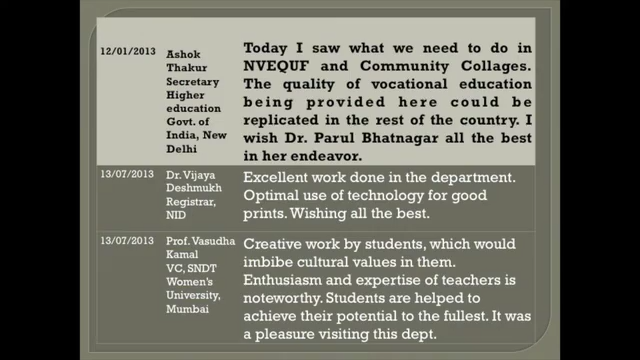 12/01/2013
Ashok
Thakur
Secretary
Higher
education
Govt. of
India, New
Delhi
Today I saw what we need to do in
NVEQUF and Community Collages.
The quality of vocational education
being provided here could be
replicated in the rest of the country. I
wish Dr. Parul Bhatnagar all the best
in her endeavor.
13/07/2013
Dr. Vijaya
Deshmukh
Registrar,
NID
Excellent work done in the department.
Optimal use of technology for good
prints. Wishing all the best.
13/07/2013
Prof. Vasudha
Kamal
VC, SNDT
Women's
University,
Mumbai
Creative work by students, which would
imbibe cultural values in them.
Enthusiasm and expertise of teachers is
noteworthy. Students are helped to
achieve their potential to the fullest. It was
a pleasure visiting this dept.